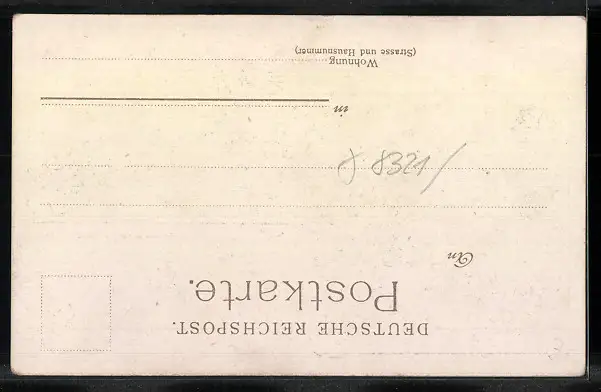 DEUTSCHE REICHSPOST.
Postkarte.
An
in
Wohnung
(Strasse und Hausnummer)
8321/